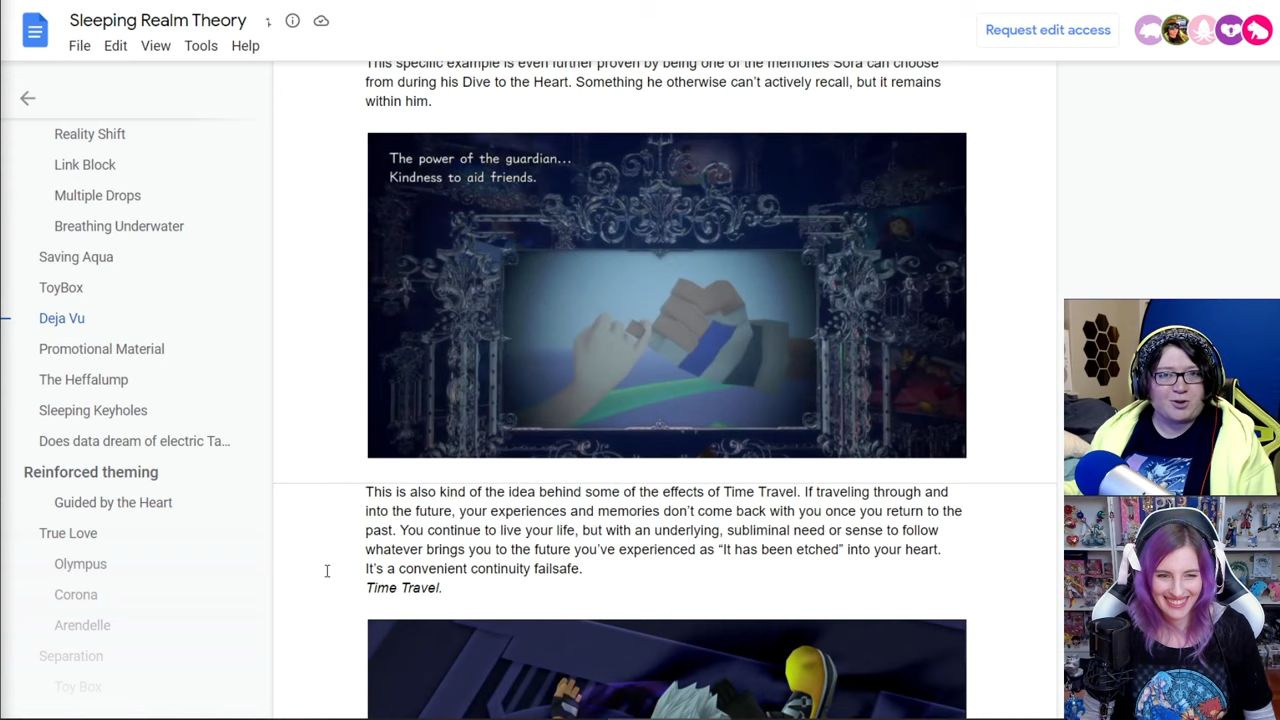 Sleeping Realm Theory
File Edit View Tools Help
Request edit access
Reality Shift
Link Block
Multiple Drops
Breathing Underwater
Saving Aqua
ToyBox
Deja Vu
Promotional Material
The Heffalump
Sleeping Keyholes
Does data dream of electric Ta...
Reinforced theming
Guided by the Heart
True Love
Olympus
Corona
Arendelle
Separation
Toy Box
This specific example is even further proven by being one of the memories Sora can choose
from during his Dive to the Heart. Something he otherwise can't actively recall, but it remains
within him.
The power of the guardian...
Kindness to aid friends.
This is also kind of the idea behind some of the effects of Time Travel. If traveling through and
into the future, your experiences and memories don't come back with you once you return to the
past. You continue to live your life, but with an underlying, subliminal need or sense to follow
whatever brings you to the future you've experienced as “It has been etched” into your heart.
It's a convenient continuity failsafe.
Time Travel.